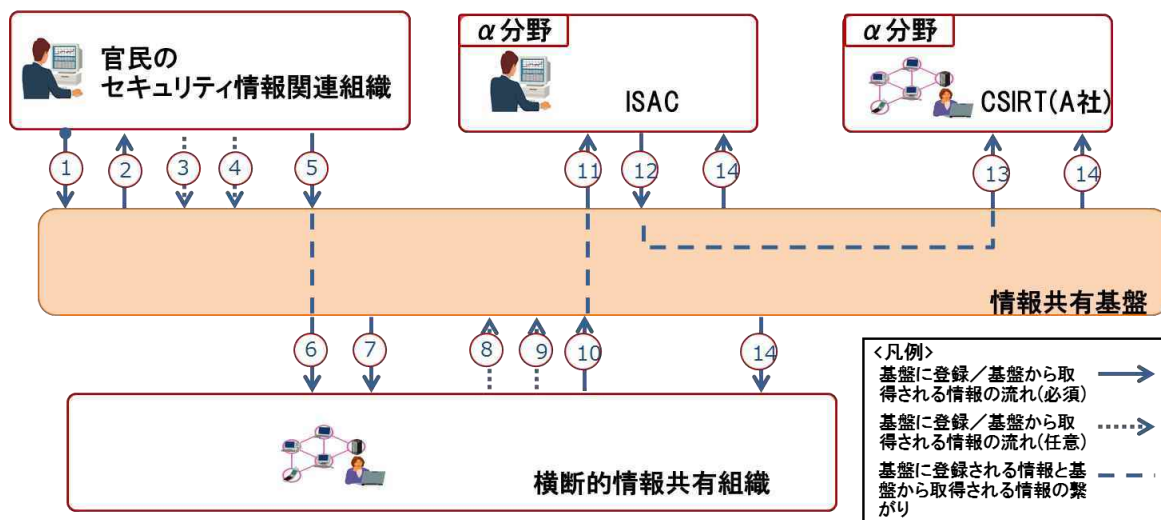 官民の
セキュリティ情報関連組織
α分野
ISAC
α分野
CSIRT(A社)
1
2
3
4
5
11
12
14
13
14
情報共有基盤
6
7
8
9
10
14
横断的情報共有組織
<凡例>
基盤に登録/基盤から取
得される情報の流れ(必須)
基盤に登録/基盤から取
得される情報の流れ(任意)
基盤に登録される情報と基
盤から取得される情報の繋
がり